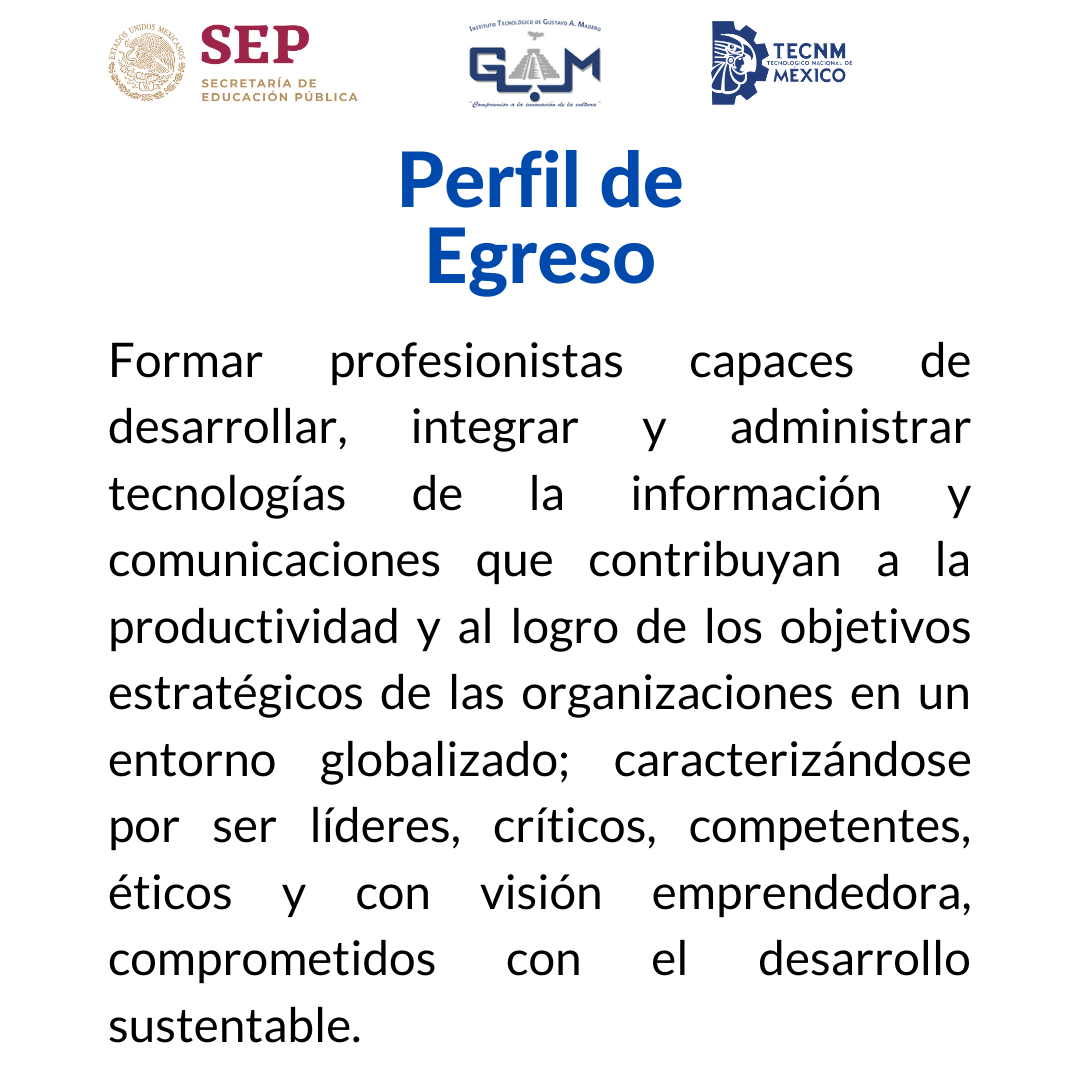 SEP
SECRETARÍA DE
EDUCACIÓN PÚBLICA
ESTADOS UNIDOS MEXICANOS
INSTITUTO TECNOLÓGICO DE GUSTAVO A. MADERO
GAM
"Compromiso a la innovación de la cultura"
TECNM
TECNOLÓGICO NACIONAL DE
MEXICO
Perfil de
Egreso
Formar profesionistas capaces de
desarrollar, integrar y administrar
tecnologías de la información y
comunicaciones que contribuyan a la
productividad y al logro de los objetivos
estratégicos de las organizaciones en un
entorno globalizado; caracterizándose
por ser líderes, críticos, competentes,
éticos y con visión emprendedora,
comprometidos con el desarrollo
sustentable.